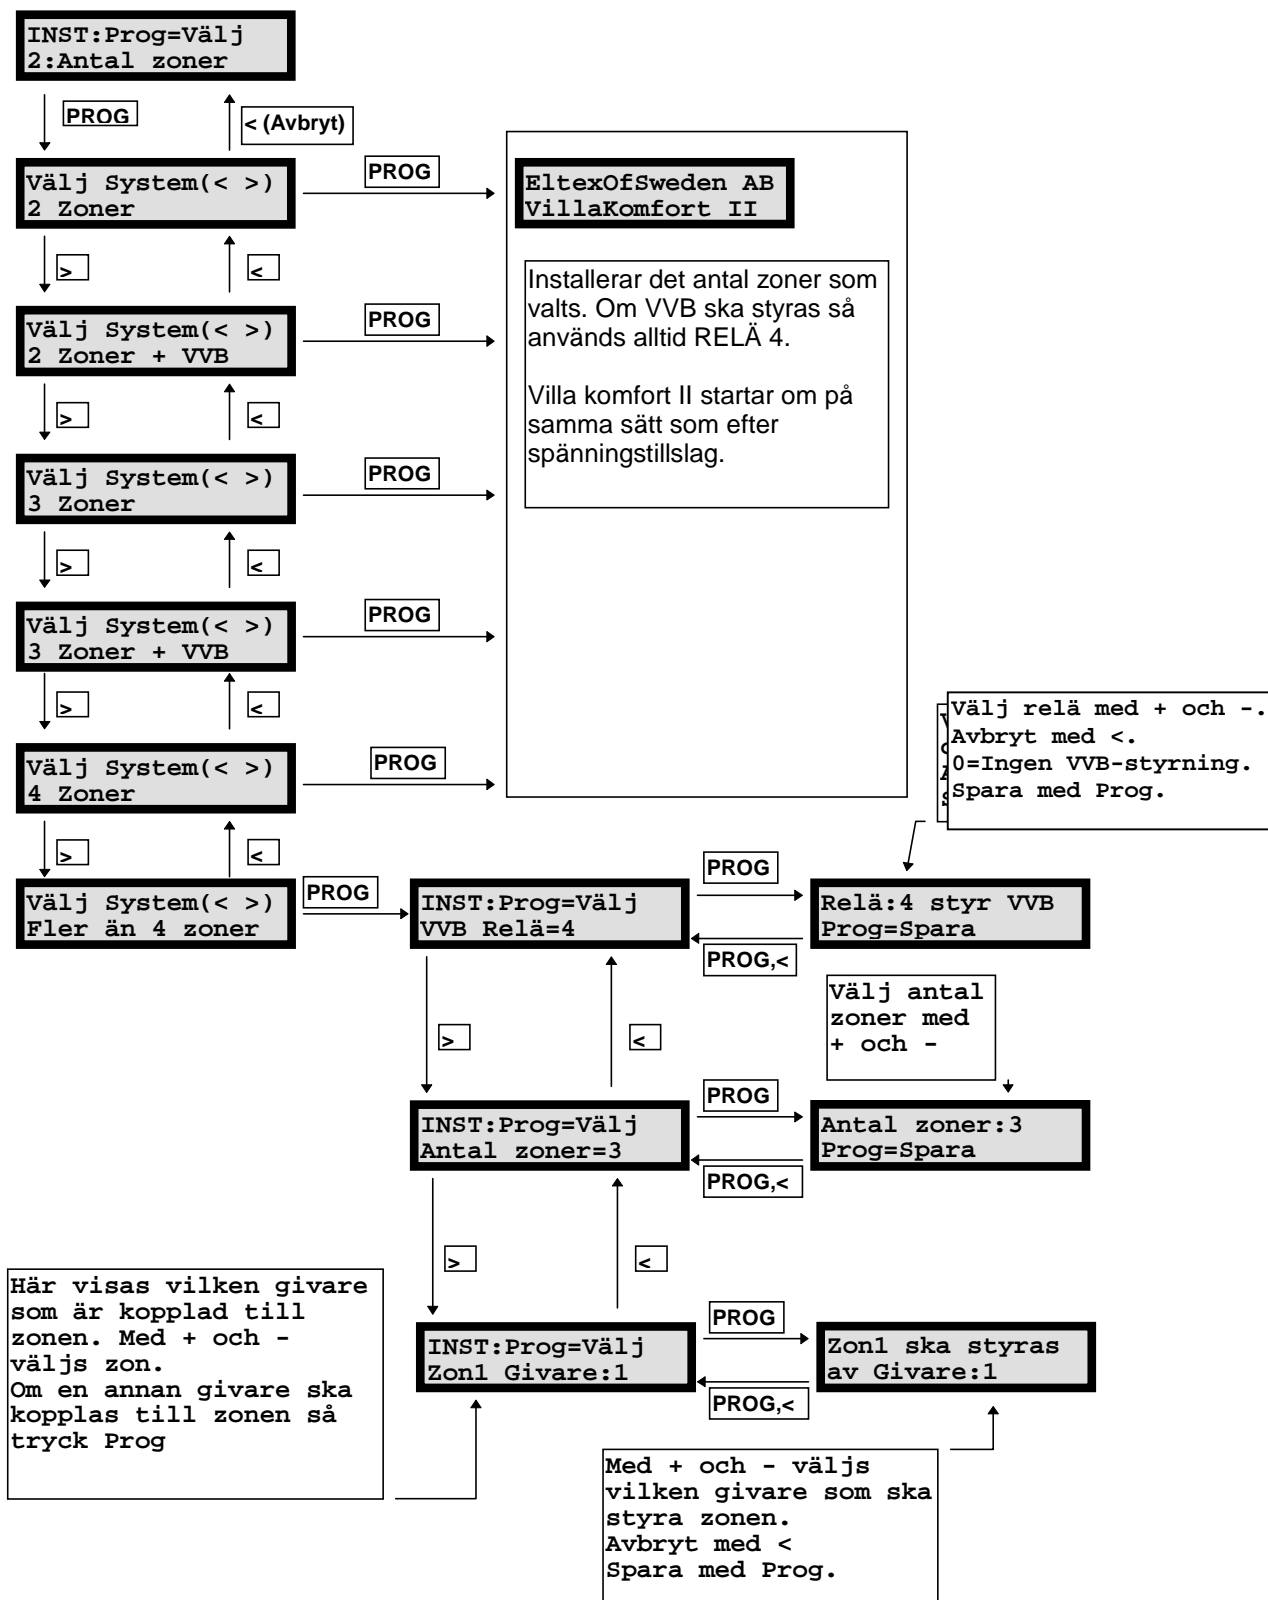 INST:Prog=Välj
2:Antal zoner
PROG
< (Avbryt)
Välj System(< >)
2 Zoner
PROG
EltexOfSweden AB
VillaKomfort II
Installerar det antal zoner som
valts. Om VVB ska styras så
används alltid RELÄ 4.
Villa komfort II startar om på
samma sätt som efter
spänningstillslag.
>
<
Välj System(< >)
2 Zoner + VVB
PROG
>
<
Välj System(< >)
3 Zoner
PROG
>
<
Välj System(< >)
3 Zoner + VVB
PROG
>
<
Välj System(< >)
4 Zoner
PROG
Välj relä med + och -.
Avbryt med <.
0=Ingen VVB-styrning.
Spara med Prog.
>
<
Välj System(< >)
Fler än 4 zoner
PROG
INST:Prog=Välj
VVB Relä=4
PROG
PROG,<
Relä:4 styr VVB
Prog=Spara
Välj antal
zoner med
+ och -
>
<
INST:Prog=Välj
Antal zoner=3
PROG
PROG,<
Antal zoner:3
Prog=Spara
>
<
Här visas vilken givare
som är kopplad till
zonen. Med + och -
väljs zon.
Om en annan givare ska
kopplas till zonen så
tryck Prog
INST:Prog=Välj
Zon1 Givare:1
PROG
PROG,<
Zon1 ska styras
av Givare:1
Med + och - väljs
vilken givare som ska
styra zonen.
Avbryt med <
Spara med Prog.